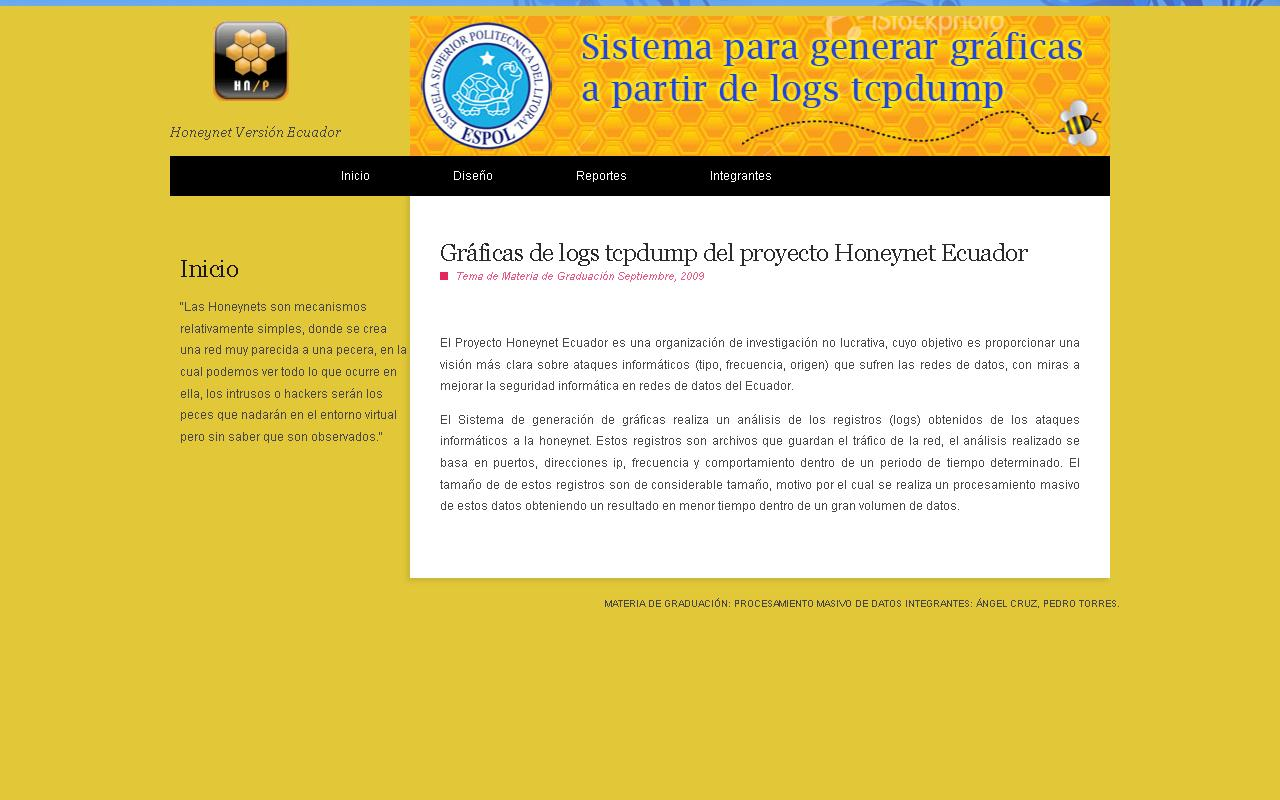 iStockphoto
Sistema para generar gráficas
a partir de logs tcpdump
ESCUELA SUPERIOR POLITECNICA DEL LITORAL
ESPOL
HN/P
Honeynet Versión Ecuador
Inicio
Diseño
Reportes
Integrantes
Inicio
"Las Honeynets son mecanismos
relativamente simples, donde se crea
una red muy parecida a una pecera, en la
cual podemos ver todo lo que ocurre en
ella, los intrusos o hackers serán los
peces que nadarán en el entorno virtual
pero sin saber que son observados."
Gráficas de logs tcpdump del proyecto Honeynet Ecuador
Tema de Materia de Graduación Septiembre, 2009
El Proyecto Honeynet Ecuador es una organización de investigación no lucrativa, cuyo objetivo es proporcionar una
visión más clara sobre ataques informáticos (tipo, frecuencia, origen) que sufren las redes de datos, con miras a
mejorar la seguridad informática en redes de datos del Ecuador.
El Sistema de generación de gráficas realiza un análisis de los registros (logs) obtenidos de los ataques
informáticos a la honeynet. Estos registros son archivos que guardan el tráfico de la red, el análisis realizado se
basa en puertos, direcciones ip, frecuencia y comportamiento dentro de un periodo de tiempo determinado. El
tamaño de de estos registros son de considerable tamaño, motivo por el cual se realiza un procesamiento masivo
de estos datos obteniendo un resultado en menor tiempo dentro de un gran volumen de datos.
MATERIA DE GRADUACIÓN: PROCESAMIENTO MASIVO DE DATOS INTEGRANTES: ÁNGEL CRUZ, PEDRO TORRES.